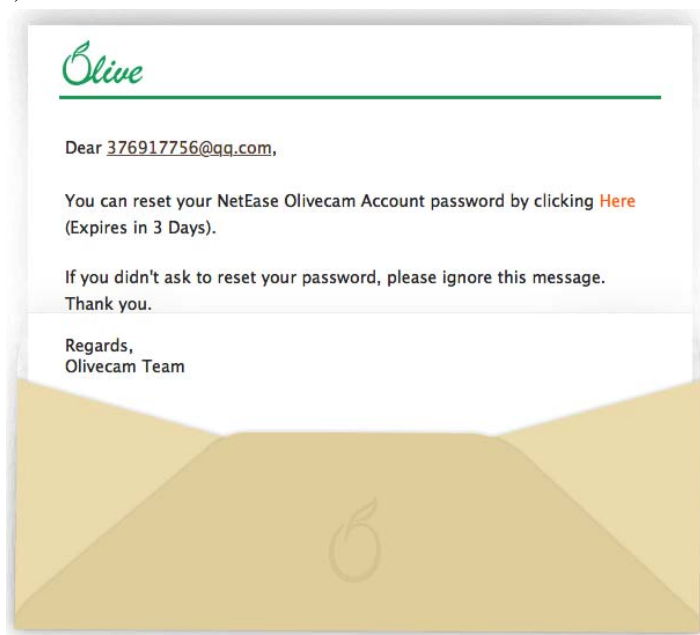 Olive
Dear 376917756@qq.com,
You can reset your NetEase Olivecam Account password by clicking Here
(Expires in 3 Days).
If you didn't ask to reset your password, please ignore this message.
Thank you.
Regards,
Olivecam Team